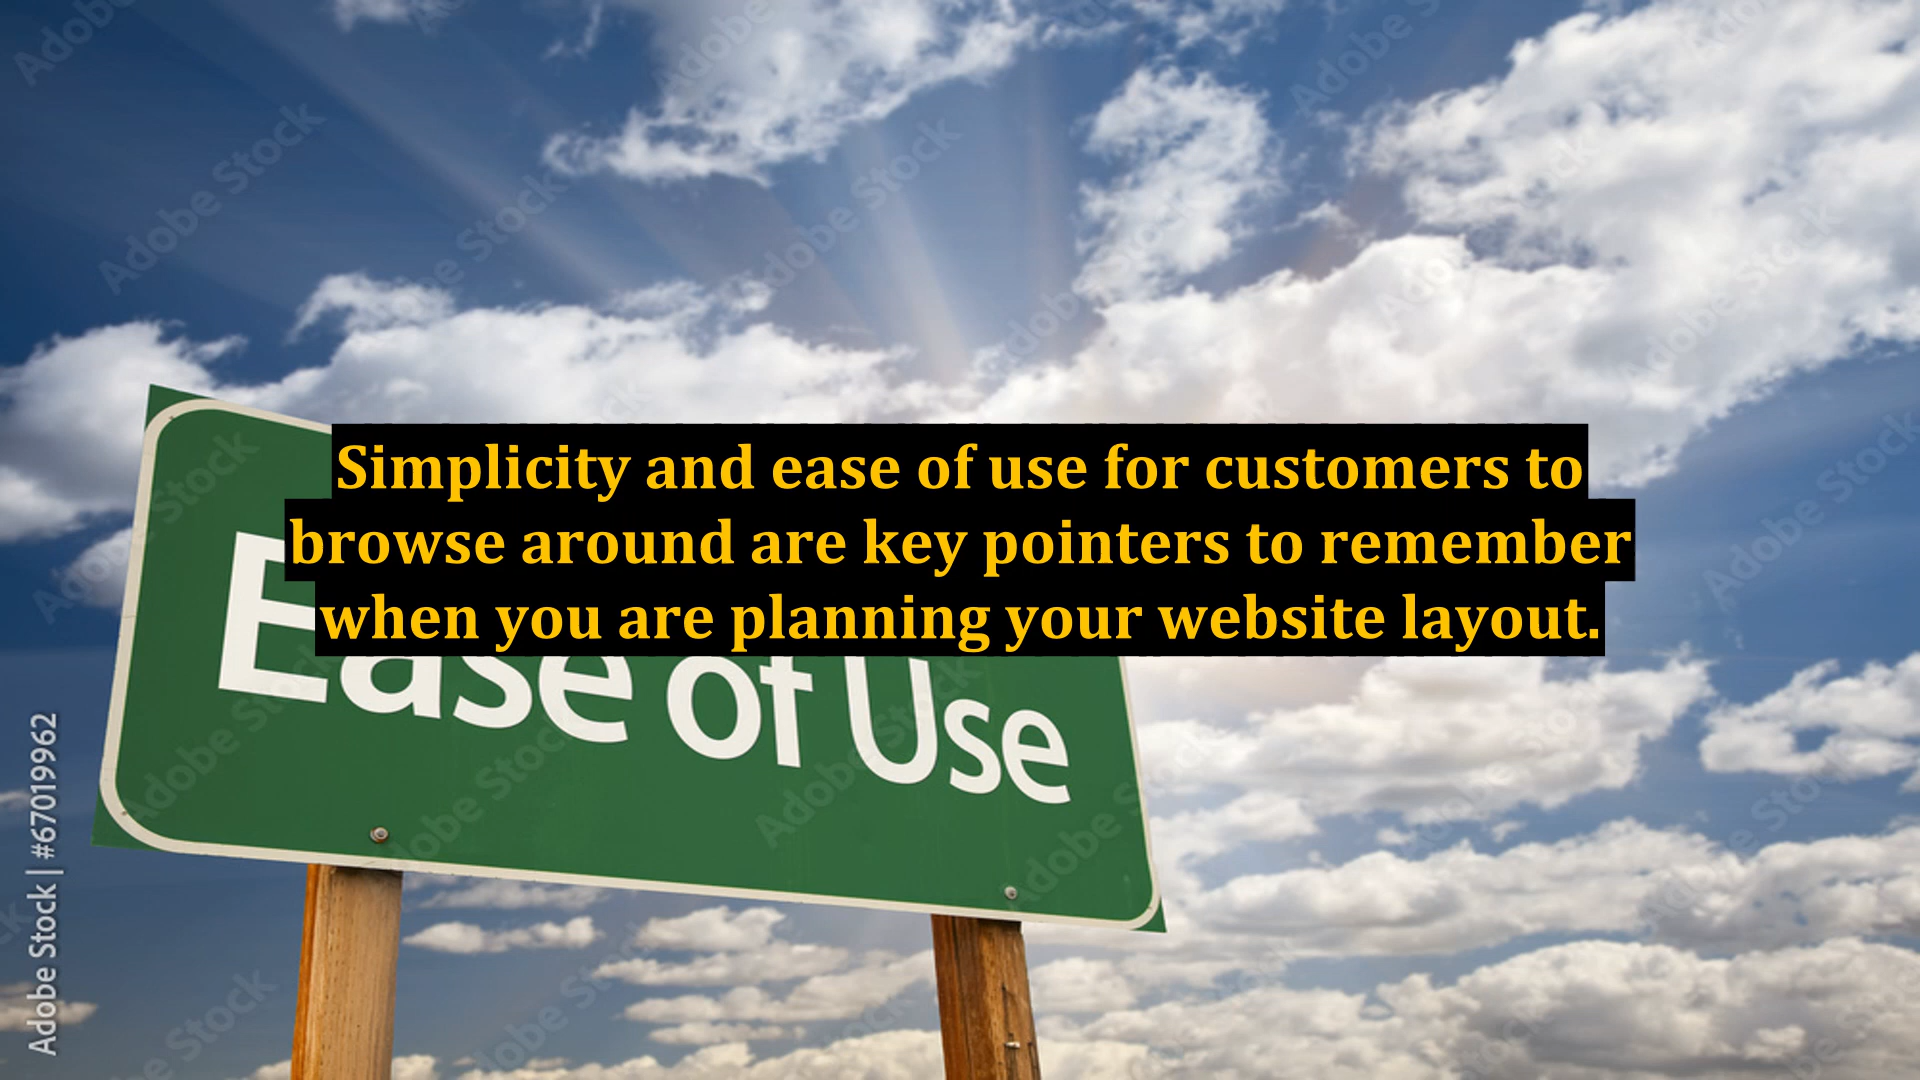 Simplicity and ease of use for customers to
browse around are key pointers to remember
when you are planning your website layout.
Ease of Use
Adobe Stock | #67019962